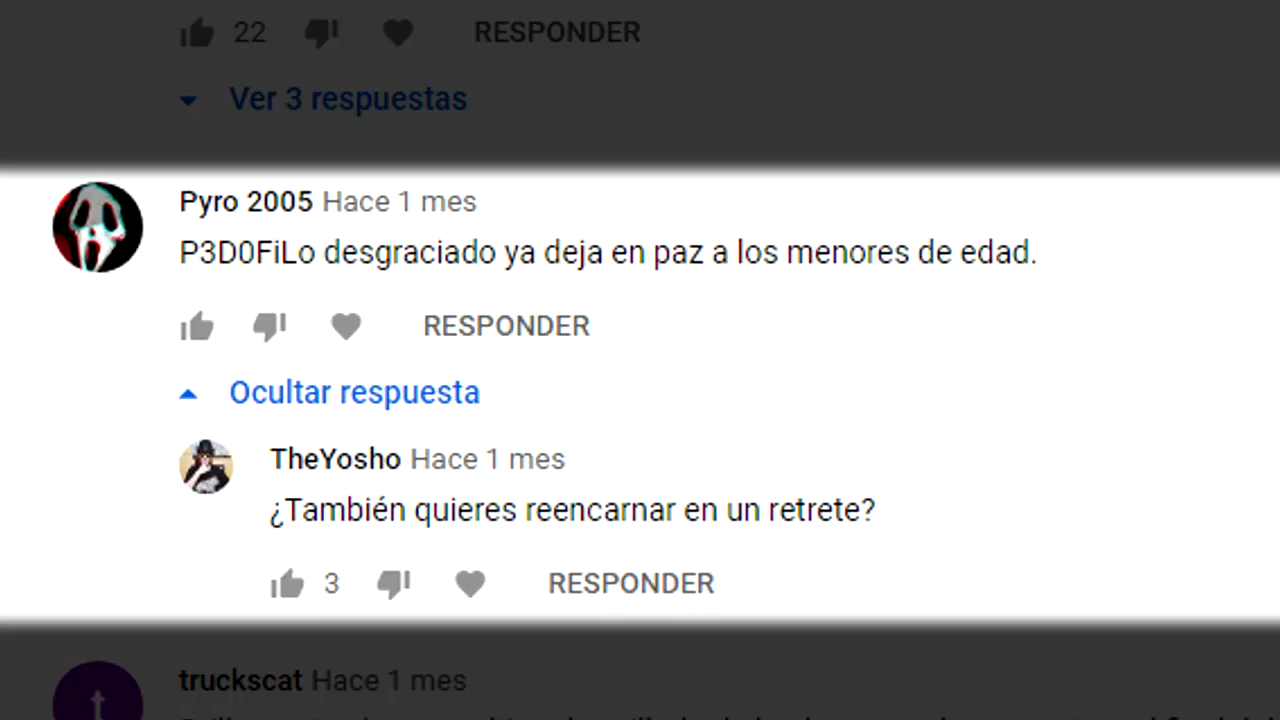 22 RESPONDER
Ver 3 respuestas
Pyro 2005 Hace 1 mes
P3D0FiLo desgraciado ya deja en paz a los menores de edad.
RESPONDER
Ocultar respuesta
TheYosho Hace 1 mes
¿También quieres reencarnar en un retrete?
3 RESPONDER
truckscat Hace 1 mes
t